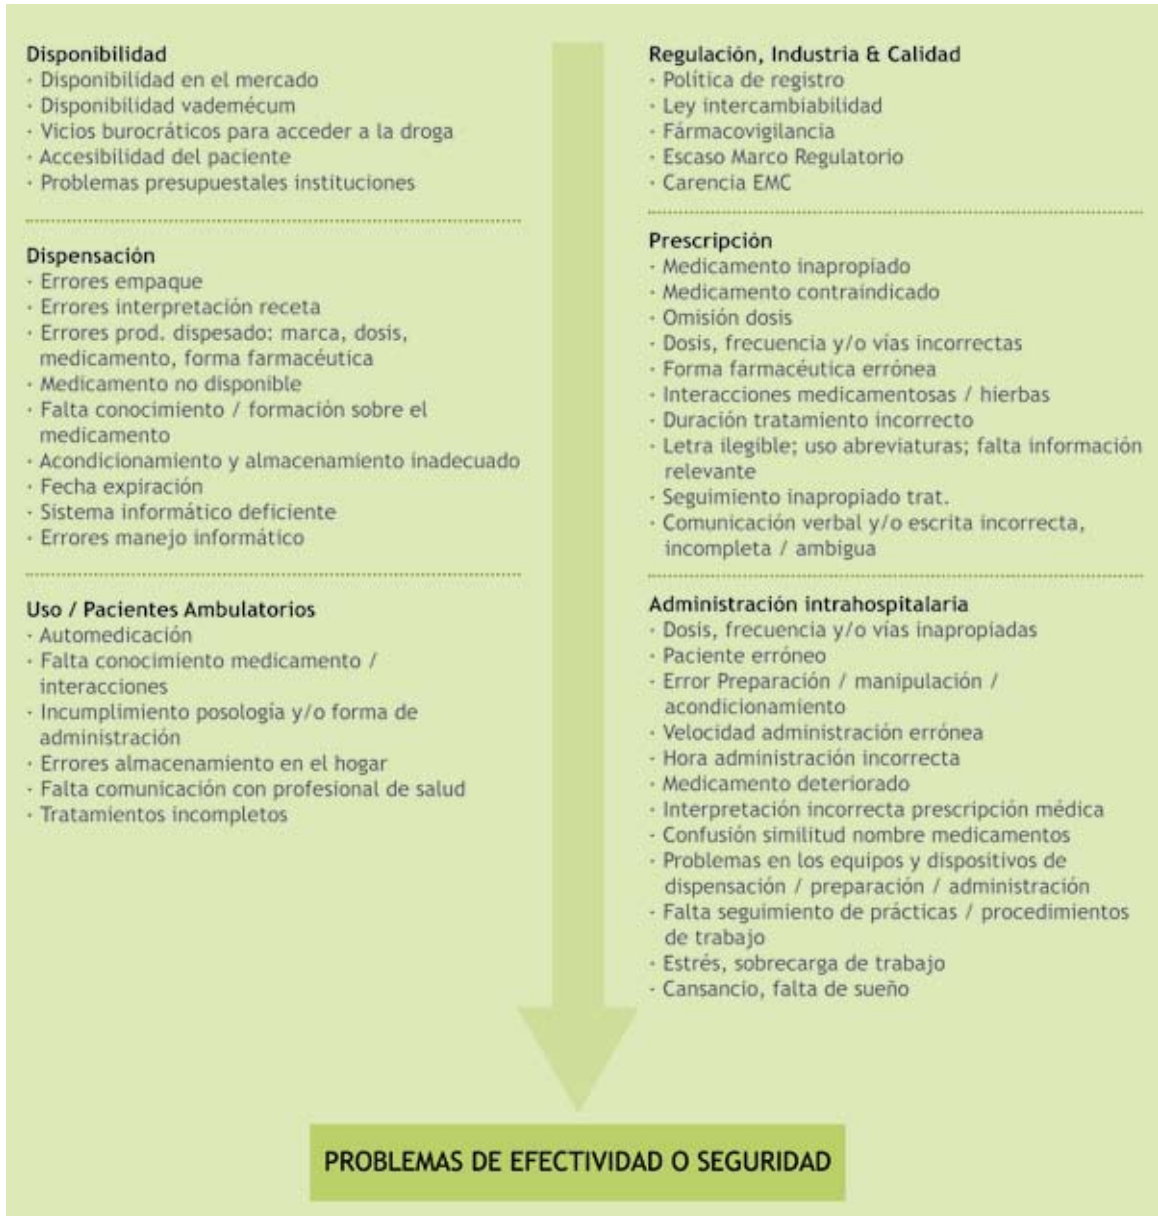 Disponibilidad
· Disponibilidad en el mercado
· Disponibilidad vademécum
· Vicios burocráticos para acceder a la droga
· Accesibilidad del paciente
· Problemas presupuestales instituciones
Dispensación
· Errores empaque
· Errores interpretación receta
· Errores prod. dispesado: marca, dosis,
medicamento, forma farmacéutica
· Medicamento no disponible
· Falta conocimiento / formación sobre el
medicamento
· Acondicionamiento y almacenamiento inadecuado
· Fecha expiración
· Sistema informático deficiente
· Errores manejo informático
Uso / Pacientes Ambulatorios
· Automedicación
· Falta conocimiento medicamento /
interacciones
· Incumplimiento posología y/o forma de
administración
· Errores almacenamiento en el hogar
· Falta comunicación con profesional de salud
· Tratamientos incompletos
Regulación, Industria & Calidad
· Política de registro
· Ley intercambiabilidad
· Fármacovigilancia
· Escaso Marco Regulatorio
· Carencia EMC
Prescripción
· Medicamento inapropiado
· Medicamento contraindicado
· Omisión dosis
· Dosis, frecuencia y/o vías incorrectas
· Forma farmacéutica errónea
· Interacciones medicamentosas / hierbas
· Duración tratamiento incorrecto
· Letra ilegible; uso abreviaturas; falta información
relevante
· Seguimiento inapropiado trat.
· Comunicación verbal y/o escrita incorrecta,
incompleta / ambigua
Administración intrahospitalaria
· Dosis, frecuencia y/o vías inapropiadas
· Paciente erróneo
· Error Preparación / manipulación /
acondicionamiento
· Velocidad administración errónea
· Hora administración incorrecta
· Medicamento deteriorado
· Interpretación incorrecta prescripción médica
· Confusión similitud nombre medicamentos
· Problemas en los equipos y dispositivos de
dispensación / preparación / administración
· Falta seguimiento de prácticas / procedimientos
de trabajo
· Estrés, sobrecarga de trabajo
· Cansancio, falta de sueño
PROBLEMAS DE EFECTIVIDAD O SEGURIDAD